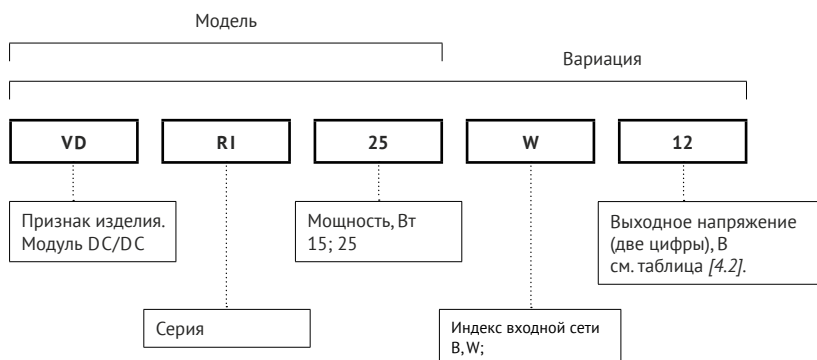 Модель
Вариация
VD
RI
25
W
12
Признак изделия.
Модуль DC/DC
Мощность, Вт
15; 25
Выходное напряжение
(две цифры), В
см. таблица [4.2].
Серия
Индекс входной сети
B, W;